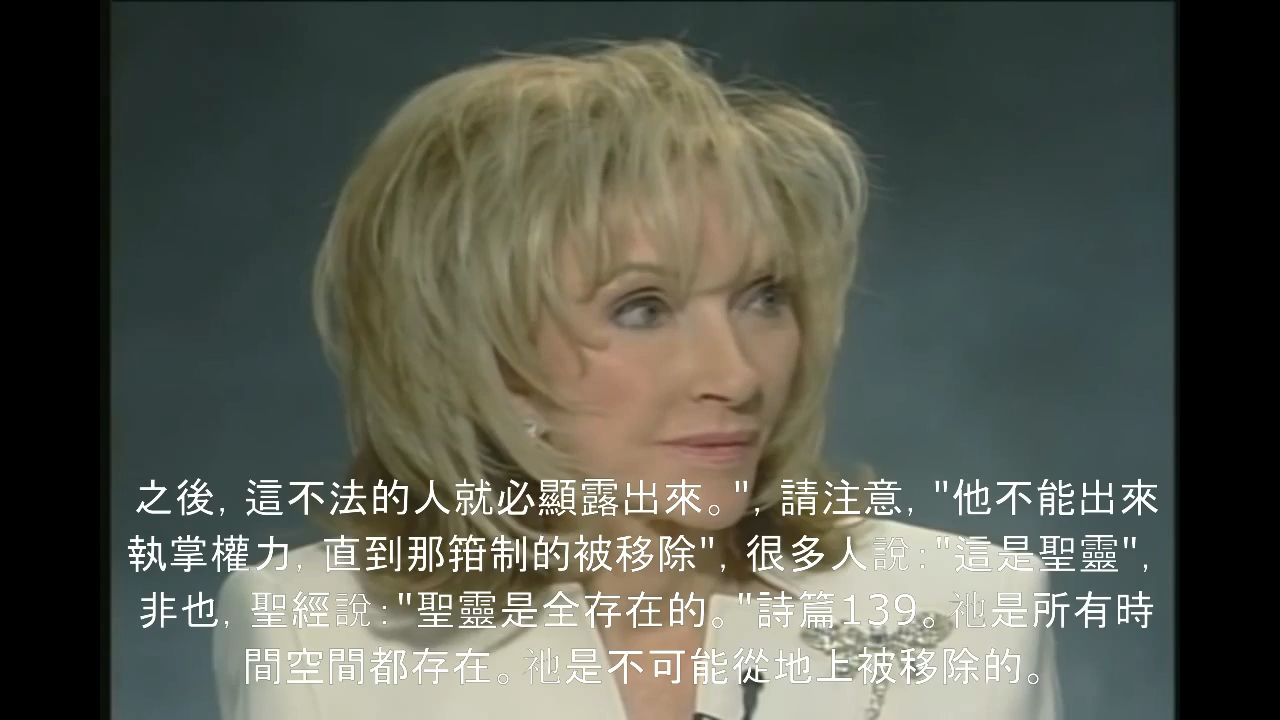 之後, 這不法的人就必顯露出來。", 請注意, "他不能出來
執掌權力, 直到那箝制的被移除", 很多人說:"這是聖靈",
非也, 聖經說:"聖靈是全存在的。"詩篇139。祂是所有時
間空間都存在。祂是不可能從地上被移除的。